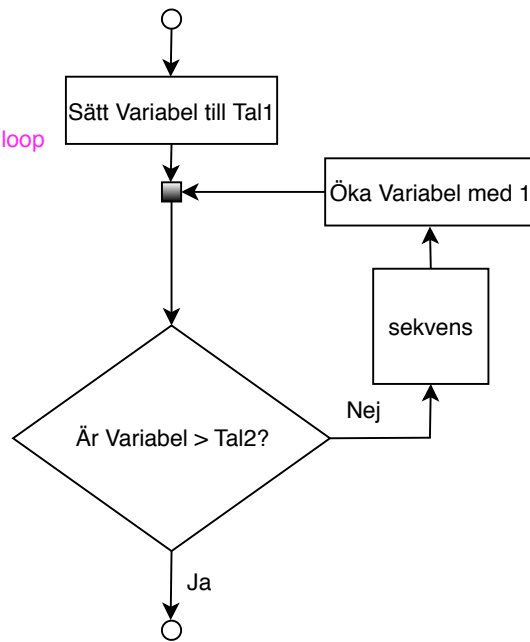 Sätt Variabel till Tal1
loop
Öka Variabel med 1
sekvens
Nej
Är Variabel > Tal2?
Ja